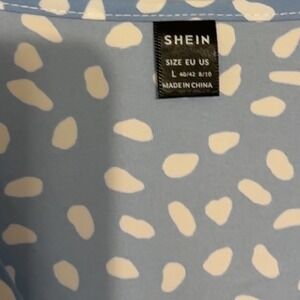 SHEIN
SIZE EU US
L 40/42 8/10
MADE IN CHINA